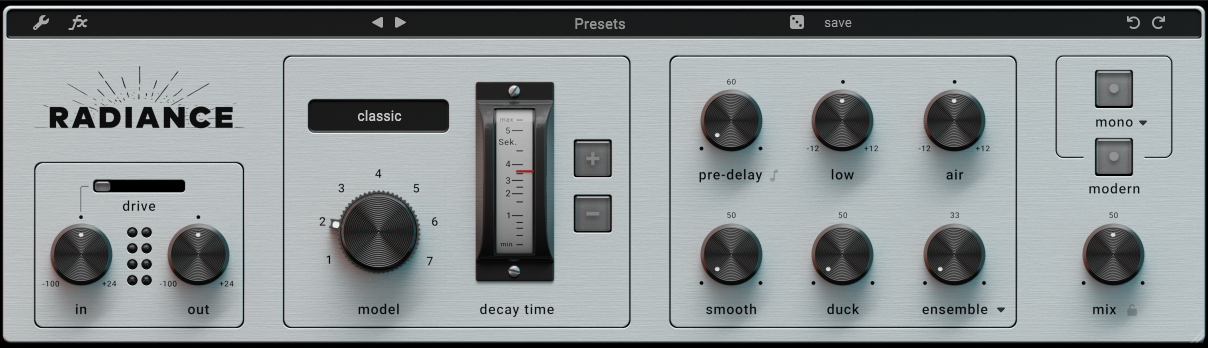 fx
Presets
save
RADIANCE
drive
-100 +24 -100 +24
in out
classic
1 2 3 4 5 6 7
model
max
5
Sek.
4
3
2
1
min
+
-
decay time
60
-12 +12 -12 +12
pre-delay low air
50 50 33
smooth duck ensemble
mono
modern
50
mix